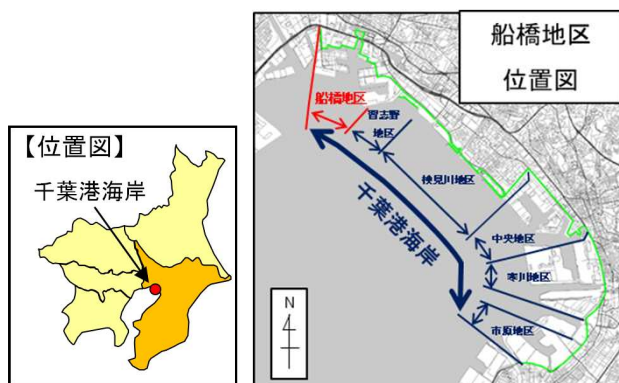 【位置図】
千葉港海岸
船橋地区
位置図
船橋地区
習志野
地区
検見川地区
千葉港海岸
中央地区
寒川地区
市原地区
N